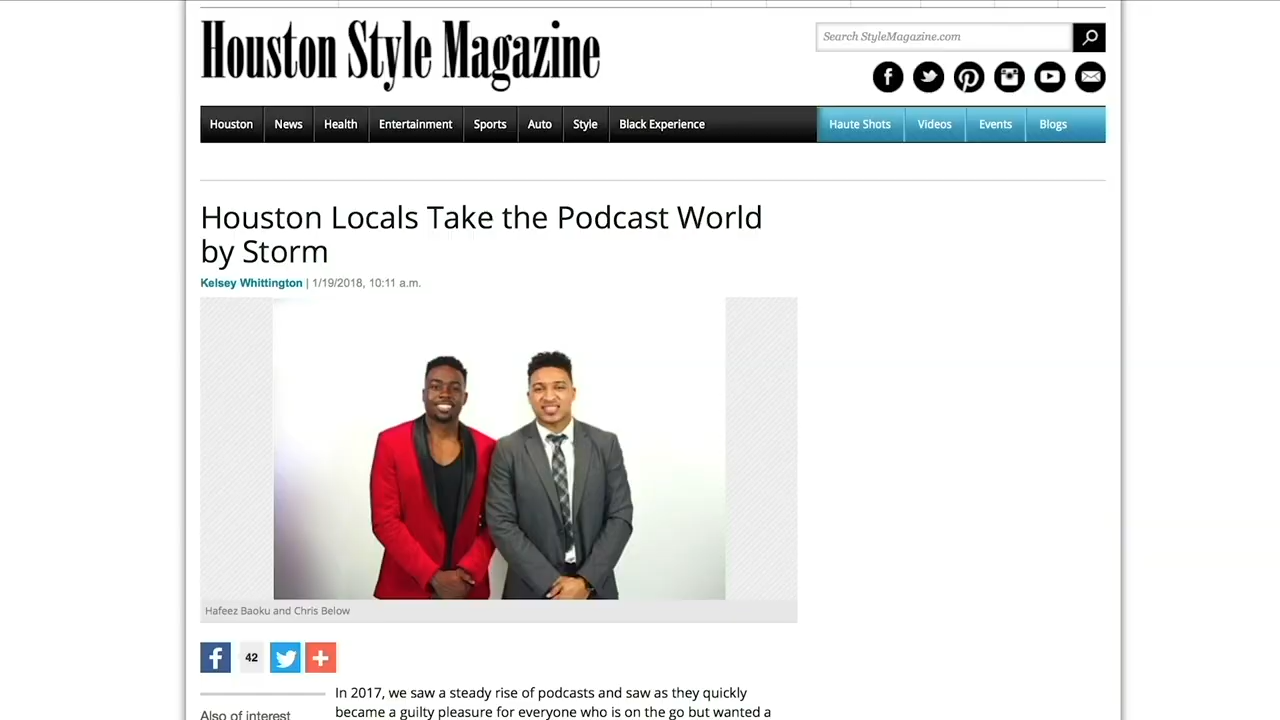 Houston Style Magazine
Search StyleMagazine.com
Houston News Health Entertainment Sports Auto Style Black Experience Haute Shots Videos Events Blogs
Houston Locals Take the Podcast World
by Storm
Kelsey Whittington | 1/19/2018, 10:11 a.m.
Hafeez Baoku and Chris Below
42
In 2017, we saw a steady rise of podcasts and saw as they quickly
became a guilty pleasure for everyone who is on the go but wanted a
Also of interest